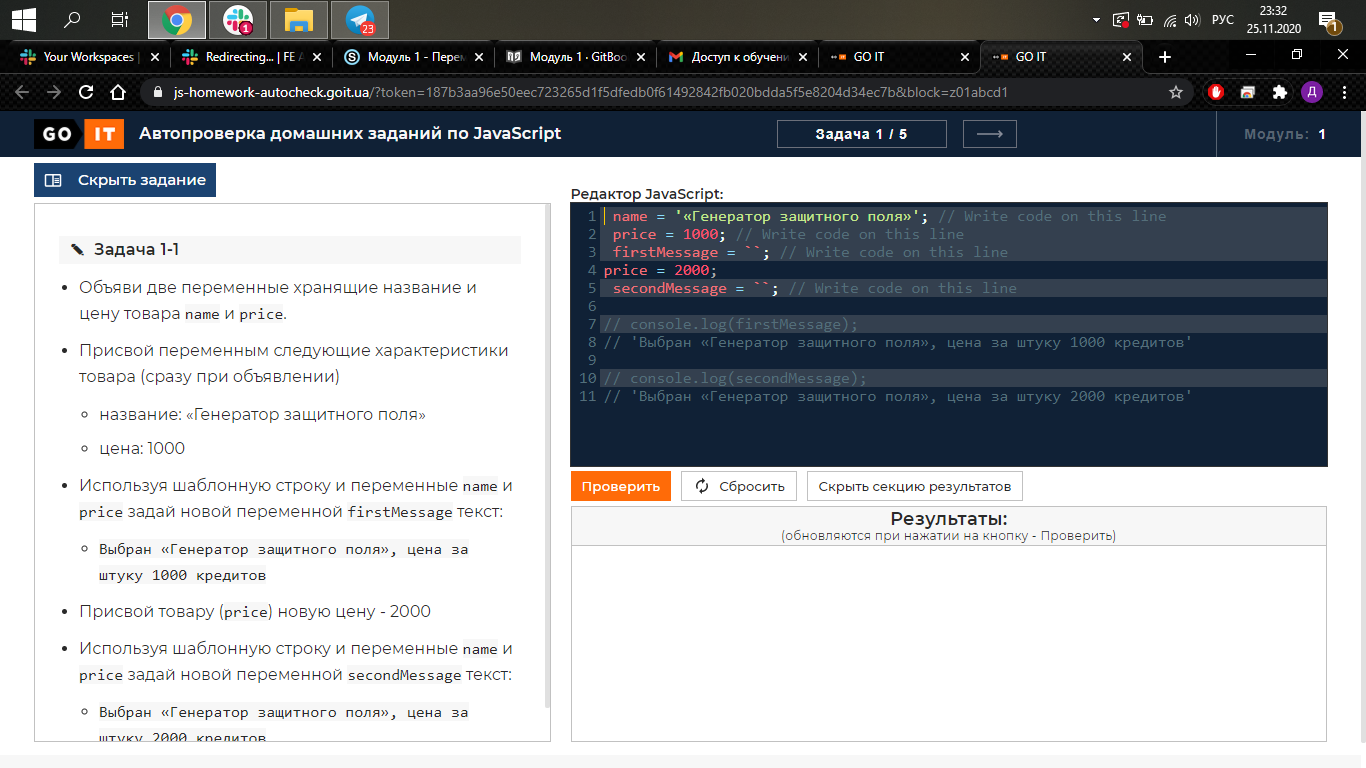 23
1
РУС
23:32
25.11.2020
1
Your Workspaces |
Redirecting... | FE A
Модуль 1 - Перем
Модуль 1 · GitBoo
Доступ к обучени
GO IT
GO IT
js-homework-autocheck.goit.ua/?token=187b3aa96e50eec723265d1f5dfedb0f61492842fb020bdda5f5e8204d34ec7b&block=z01abcd1
Д
GO IT
Автопроверка домашних заданий по JavaScript
Задача 1 / 5
Модуль: 1
Скрыть задание
Задача 1-1
• Объяви две переменные хранящие название и
цену товара name и price.
• Присвой переменным следующие характеристики
товара (сразу при объявлении)
◦ название: «Генератор защитного поля»
◦ цена: 1000
• Используя шаблонную строку и переменные name и
price задай новой переменной firstMessage текст:
◦ Выбран «Генератор защитного поля», цена за
штуку 1000 кредитов
• Присвой товару (price) новую цену - 2000
• Используя шаблонную строку и переменные name и
price задай новой переменной secondMessage текст:
◦ Выбран «Генератор защитного поля», цена за
штуку 2000 кредитов
Редактор JavaScript:
1 name = '«Генератор защитного поля»'; // Write code on this line
2 price = 1000; // Write code on this line
3 firstMessage = ``; // Write code on this line
4 price = 2000;
5 secondMessage = ``; // Write code on this line
6
7 // console.log(firstMessage);
8 // 'Выбран «Генератор защитного поля», цена за штуку 1000 кредитов'
9
10 // console.log(secondMessage);
11 // 'Выбран «Генератор защитного поля», цена за штуку 2000 кредитов'
Проверить
Сбросить
Скрыть секцию результатов
Результаты:
(обновляются при нажатии на кнопку - Проверить)